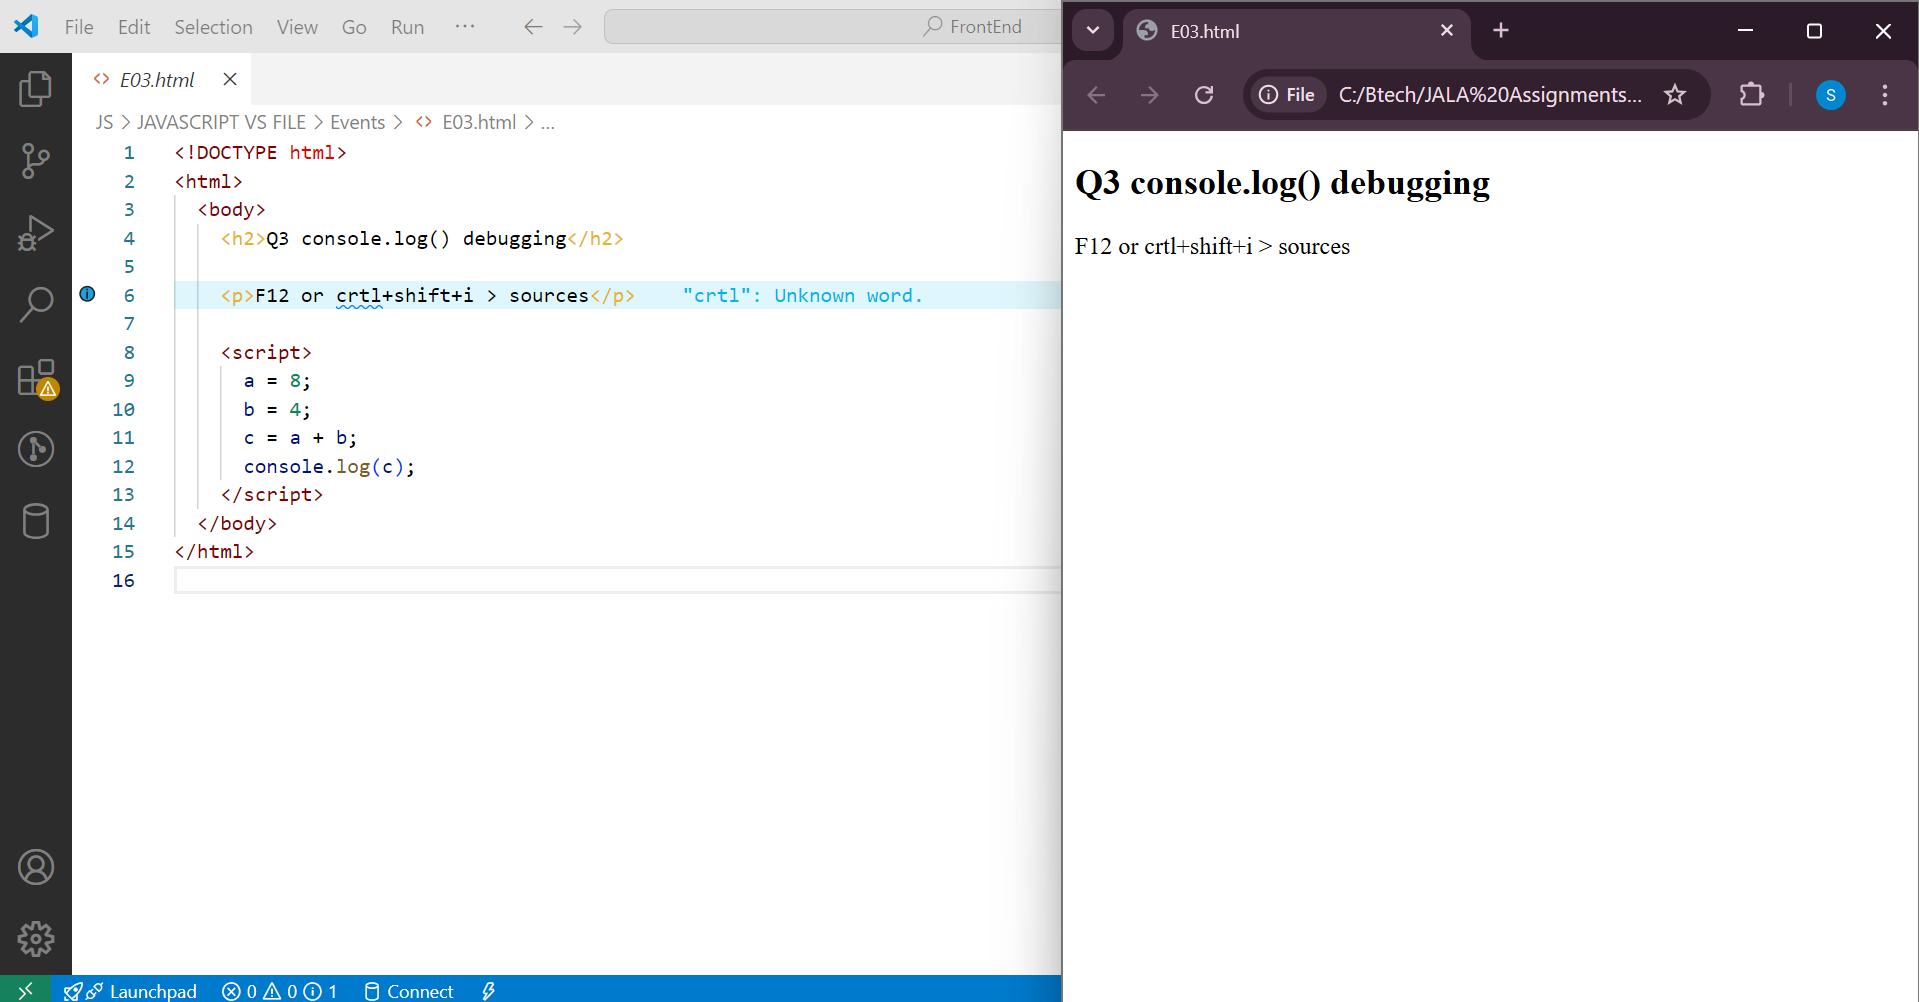 File Edit Selection View Go Run ··· FrontEnd
E03.html
JS > JAVASCRIPT VS FILE > Events > <> E03.html > ...
1 <!DOCTYPE html>
2 <html>
3 <body>
4 <h2>Q3 console.log() debugging</h2>
5
6 <p>F12 or crtl+shift+i > sources</p> "crtl": Unknown word.
7
8 <script>
9 a = 8;
10 b = 4;
11 c = a + b;
12 console.log(c);
13 </script>
14 </body>
15 </html>
16
Launchpad 0 0 1 Connect
E03.html
File C:/Btech/JALA%20Assignments... S
Q3 console.log() debugging
F12 or crtl+shift+i > sources